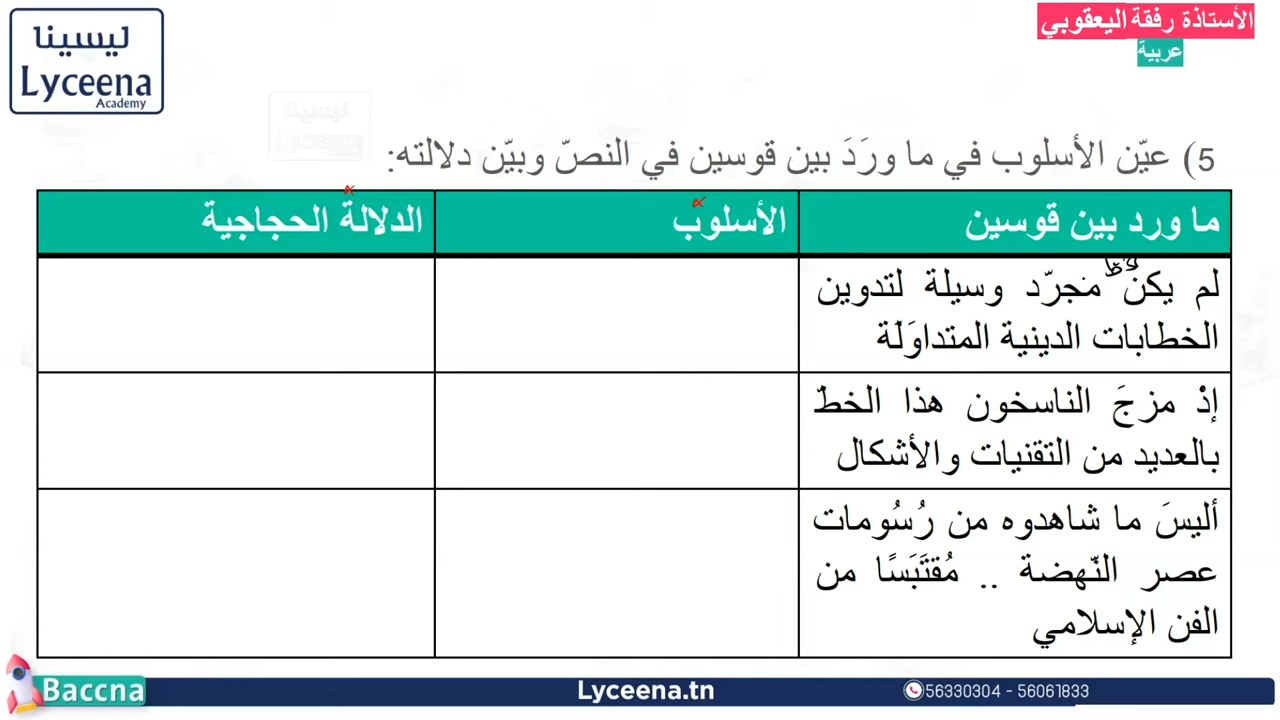 ليسينا
Lyceena
Academy
الأستاذة رفقة اليعقوبي
عربية
ليسينا
Lyceena
5) عيّن الأسلوب في ما ورَدَ بين قوسين في النصّ وبيّن دلالته:
ما ورد بين قوسين
الأسلوب
الدلالة الحجاجية
الخط
لم يكن مجرّد وسيلة لتدوين
الخطابات الدينية المتداوَلة
إذْ مزجَ الناسخون هذا الخطّ
بالعديد من التقنيات والأشكال
أليسَ ما شاهدوه من رُسُومات
عصر النّهضة .. مُقتَبَسًا من
الفن الإسلامي
Baccna
Lyceena.tn
56330304 - 56061833